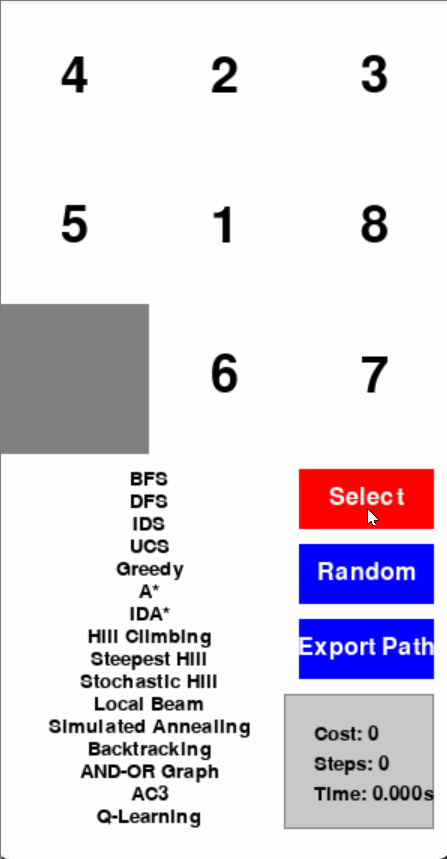 4 2 3
5 1 8
6 7
BFS
DFS
IDS
UCS
Greedy
A*
IDA*
Hill Climbing
Steepest Hill
Stochastic Hill
Local Beam
Simulated Annealing
Backtracking
AND-OR Graph
AC3
Q-Learning
Select
Random
Export Path
Cost: 0
Steps: 0
Time: 0.000s